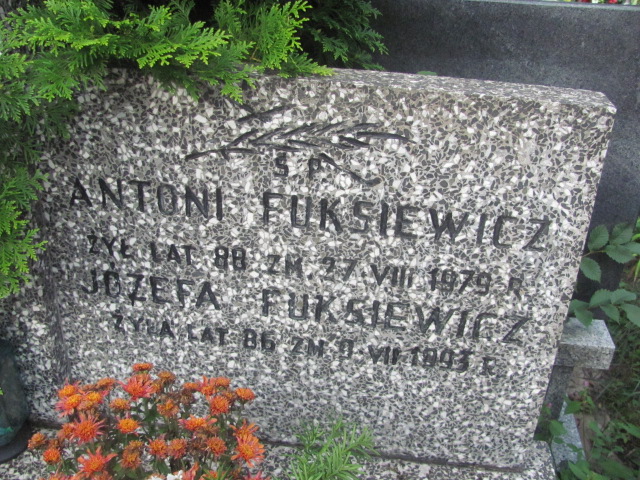 Ś P
ANTONI FUKSIEWICZ
ŻYŁ LAT 88 ZM 27 VIII 1979 R.
JÓZEFA FUKSIEWICZ
ŻYŁA LAT 86 ZM 9 VII 1993 R.